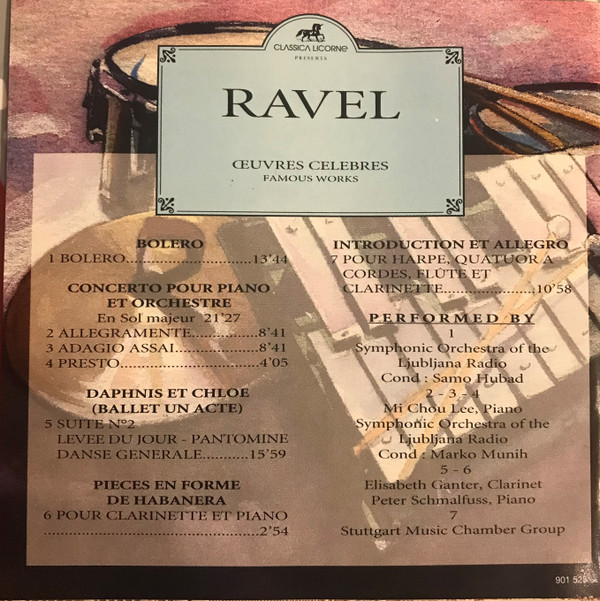 CLASSICA LICORNE
PRESENTS
RAVEL
ŒUVRES CELEBRES
FAMOUS WORKS
BOLERO
1 BOLERO..............................13'44
CONCERTO POUR PIANO
ET ORCHESTRE
En Sol majeur 21'27
2 ALLEGRAMENTE...............8'41
3 ADAGIO ASSAI....................8'41
4 PRESTO...............................4'05
DAPHNIS ET CHLOE
(BALLET UN ACTE)
5 SUITE N°2
LEVEE DU JOUR - PANTOMINE
DANSE GENERALE...........15'59
PIECES EN FORME
DE HABANERA
6 POUR CLARINETTE ET PIANO
....................................................2'54
INTRODUCTION ET ALLEGRO
7 POUR HARPE, QUATUOR A
CORDES, FLÛTE ET
CLARINETTE......................10'58
PERFORMED BY
1
Symphonic Orchestra of the
Ljubljana Radio
Cond : Samo Hubad
2 - 3 - 4
Mi Chou Lee, Piano
Symphonic Orchestra of the
Ljubljana Radio
Cond : Marko Munih
5 - 6
Elisabeth Ganter, Clarinet
Peter Schmalfuss, Piano
7
Stuttgart Music Chamber Group
901 523